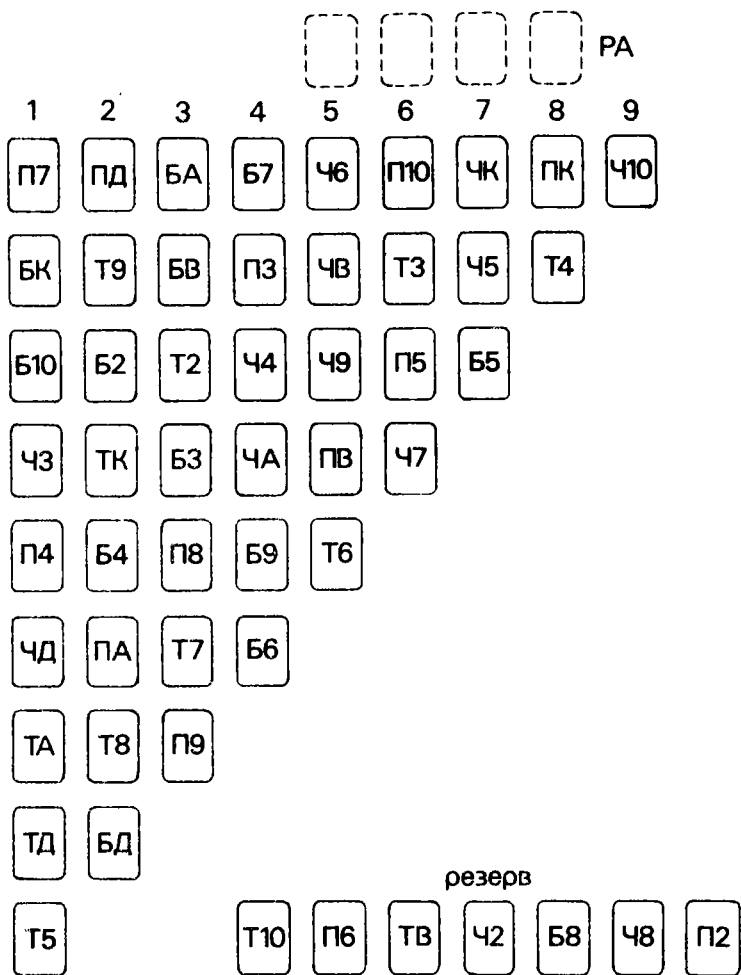 РА
1 2 3 4 5 6 7 8 9
П7 ПД БА Б7 Ч6 П10 ЧК ПК Ч10
БК Т9 БВ П3 ЧВ Т3 Ч5 Т4
Б10 Б2 Т2 Ч4 Ч9 П5 Б5
Ч3 ТК Б3 ЧА ПВ Ч7
П4 Б4 П8 Б9 Т6
ЧД ПА Т7 Б6
ТА Т8 П9
ТД БД
резерв
Т5 Т10 П6 ТВ Ч2 Б8 Ч8 П2